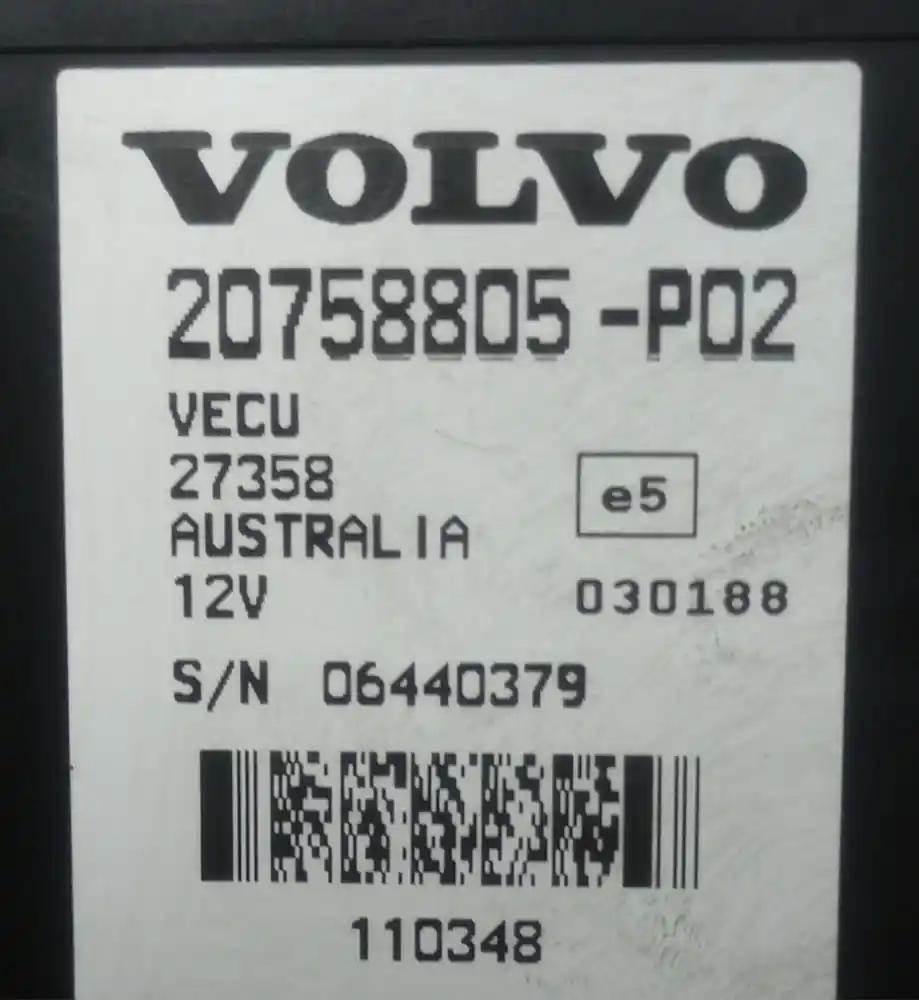 VOLVO
20758805-P02
VECU
27358
e5
AUSTRALIA
12V
030188
S/N 06440379
110348